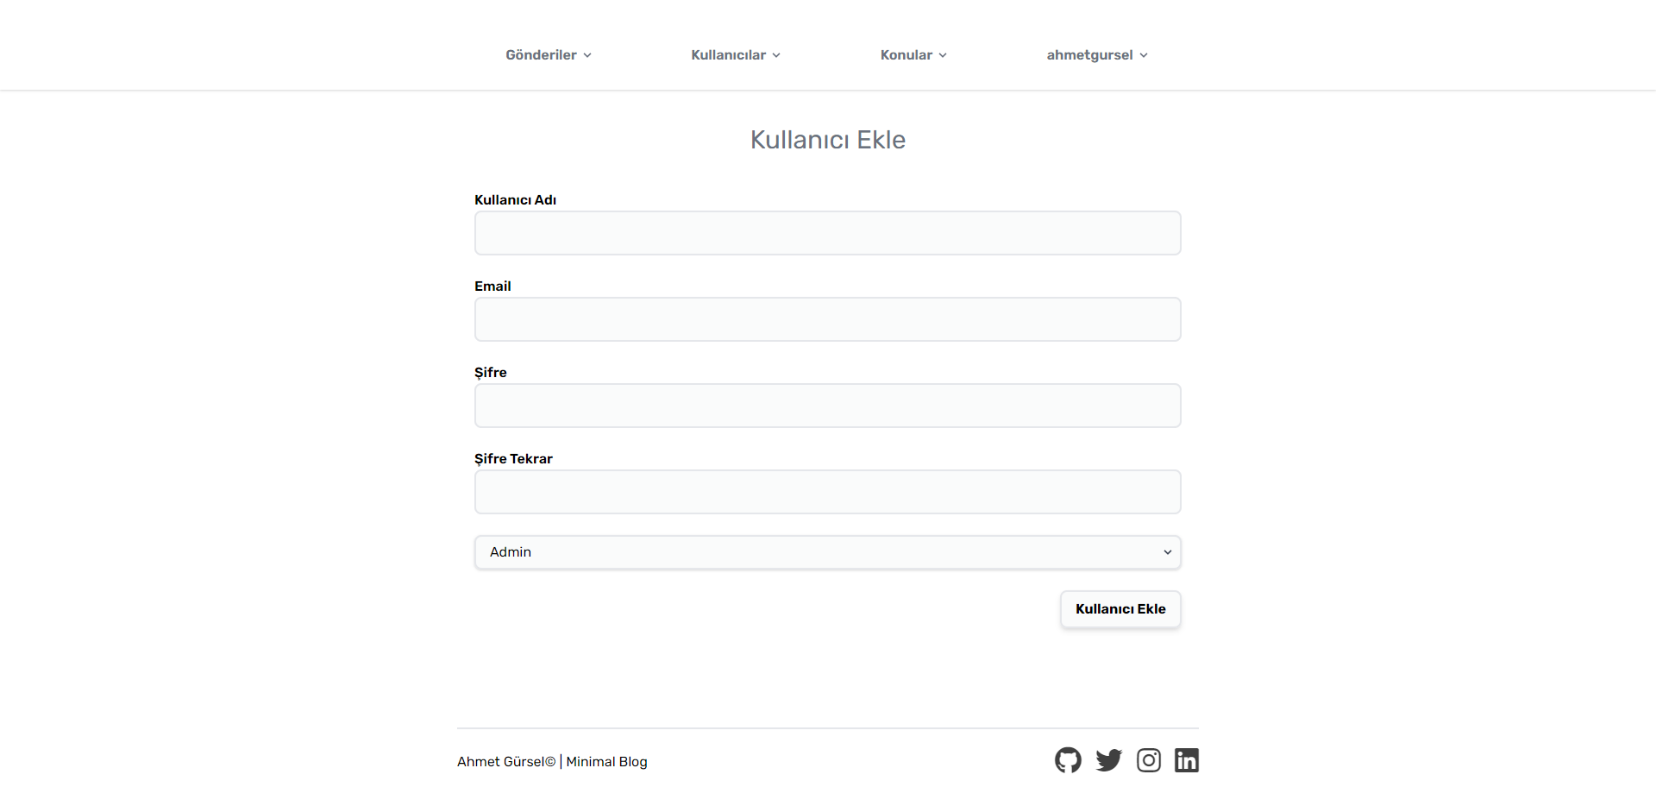 Gönderiler Kullanıcılar Konular ahmetgursel
Kullanıcı Ekle
Kullanıcı Adı
Email
Şifre
Şifre Tekrar
Admin
Kullanıcı Ekle
Ahmet Gürsel© | Minimal Blog